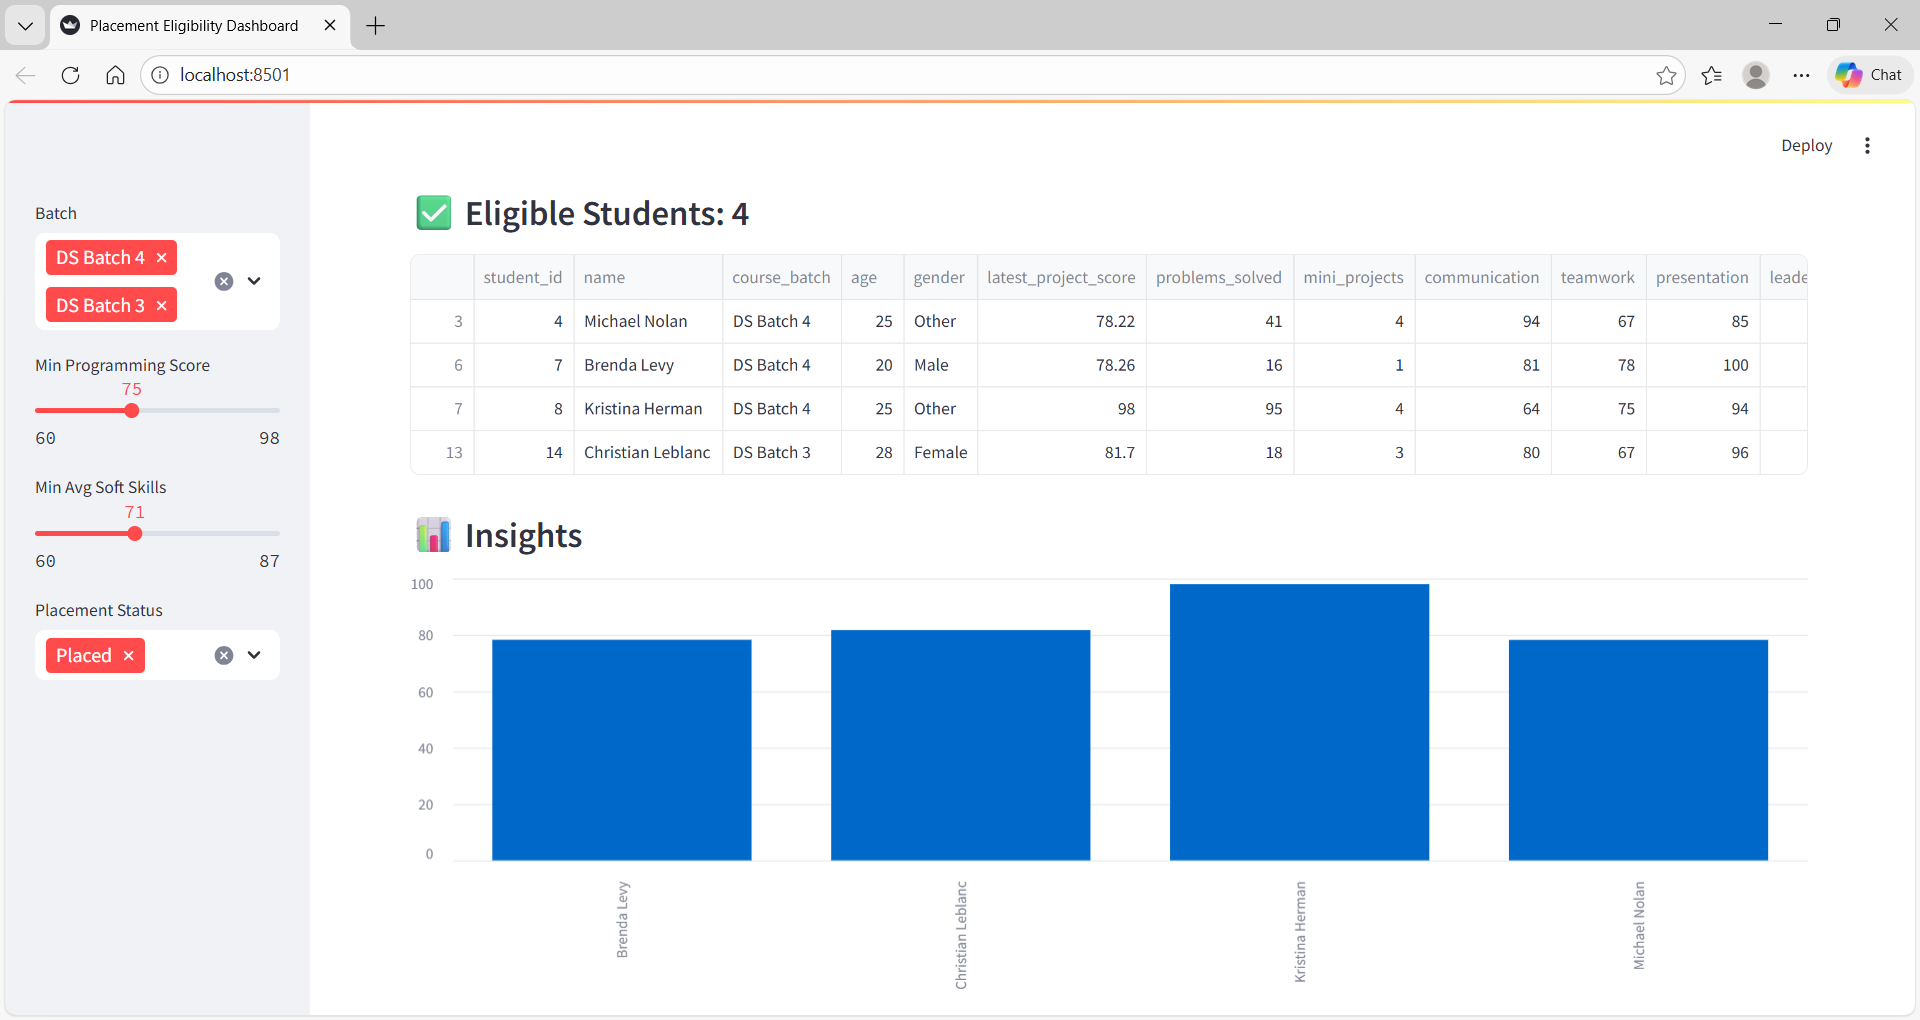 Placement Eligibility Dashboard
localhost:8501
Chat
Deploy
Batch
DS Batch 4
DS Batch 3
Min Programming Score
75
60 98
Min Avg Soft Skills
71
60 87
Placement Status
Placed
Eligible Students: 4
student_id name course_batch age gender latest_project_score problems_solved mini_projects communication teamwork presentation leade
3 4 Michael Nolan DS Batch 4 25 Other 78.22 41 4 94 67 85
6 7 Brenda Levy DS Batch 4 20 Male 78.26 16 1 81 78 100
7 8 Kristina Herman DS Batch 4 25 Other 98 95 4 64 75 94
13 14 Christian Leblanc DS Batch 3 28 Female 81.7 18 3 80 67 96
Insights
100
80
60
40
20
0
Brenda Levy
Christian Leblanc
Kristina Herman
Michael Nolan